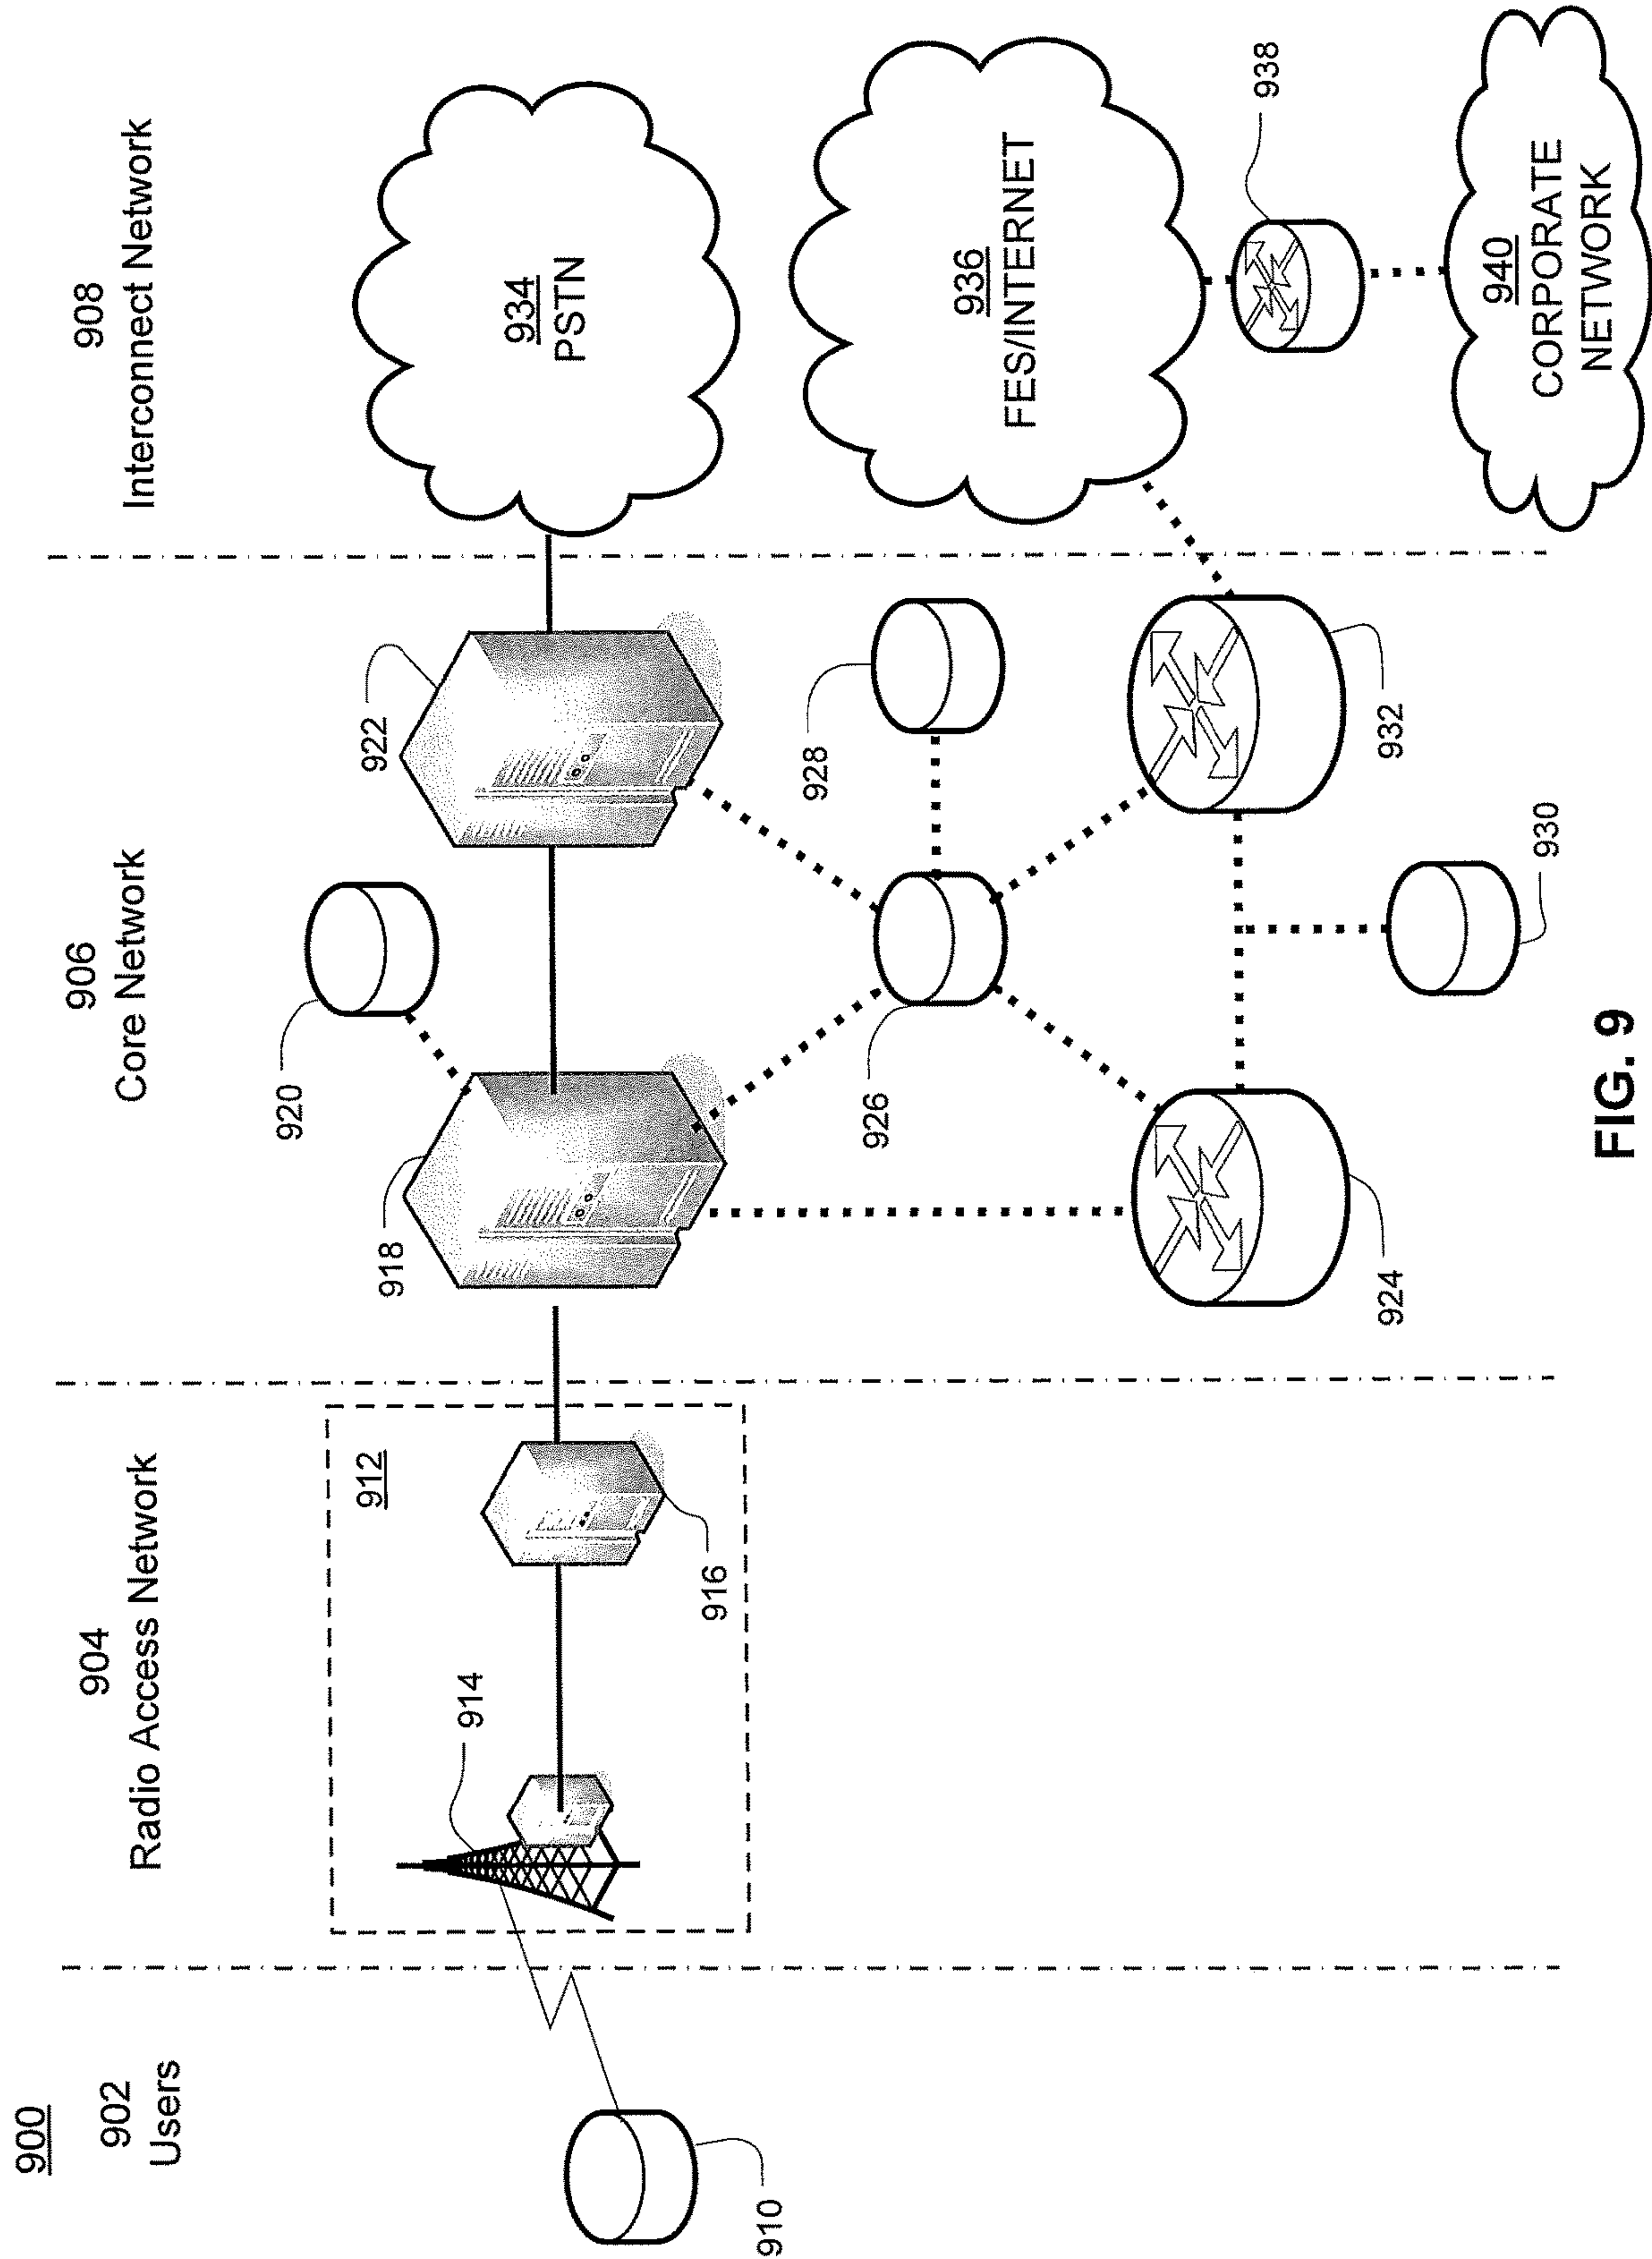 900
902
Users
904
Radio Access Network
906
Core Network
908
Interconnect Network
910
912
914
916
918
920
922
924
926
928
930
932
934
PSTN
936
FES/INTERNET
938
940
CORPORATE
NETWORK
FIG. 9